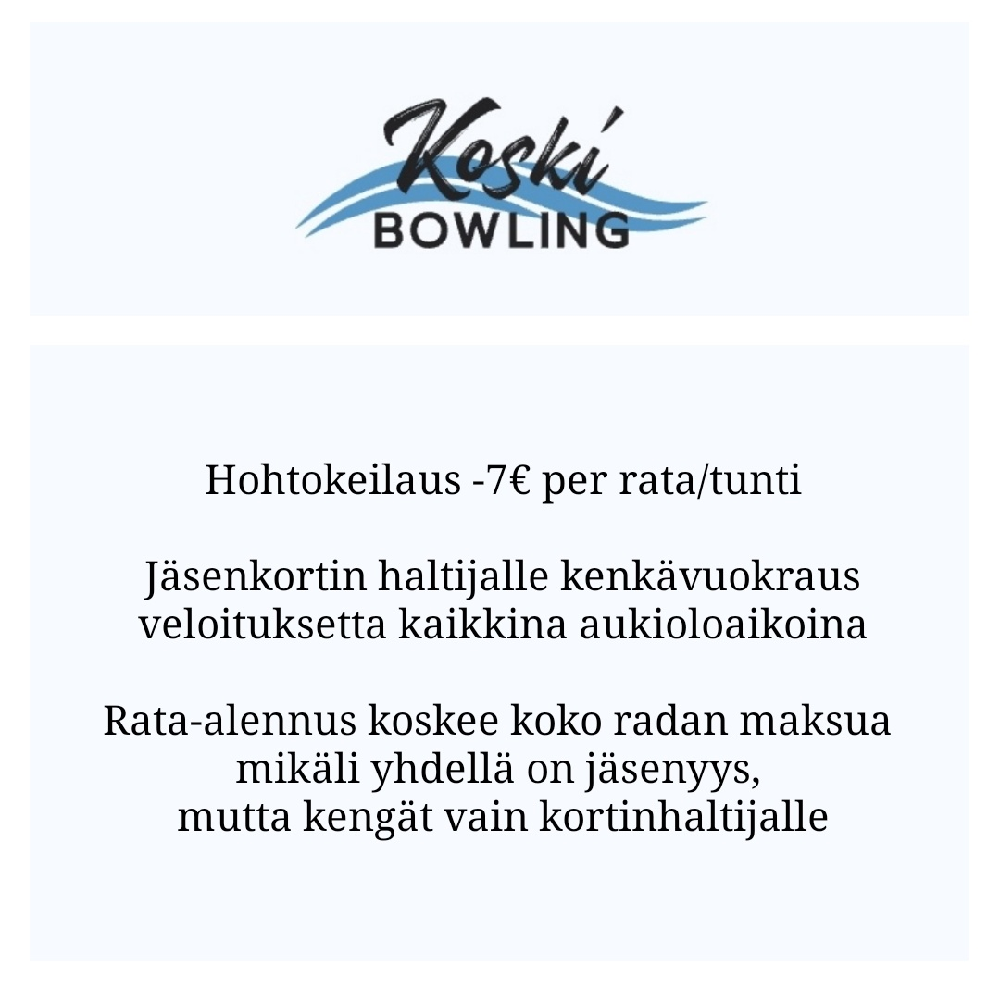 Koski
BOWLING
Hohtokeilaus -7€ per rata/tunti
Jäsenkortin haltijalle kenkävuokraus
veloituksetta kaikkina aukioloaikoina
Rata-alennus koskee koko radan maksua
mikäli yhdellä on jäsenyys,
mutta kengät vain kortinhaltijalle